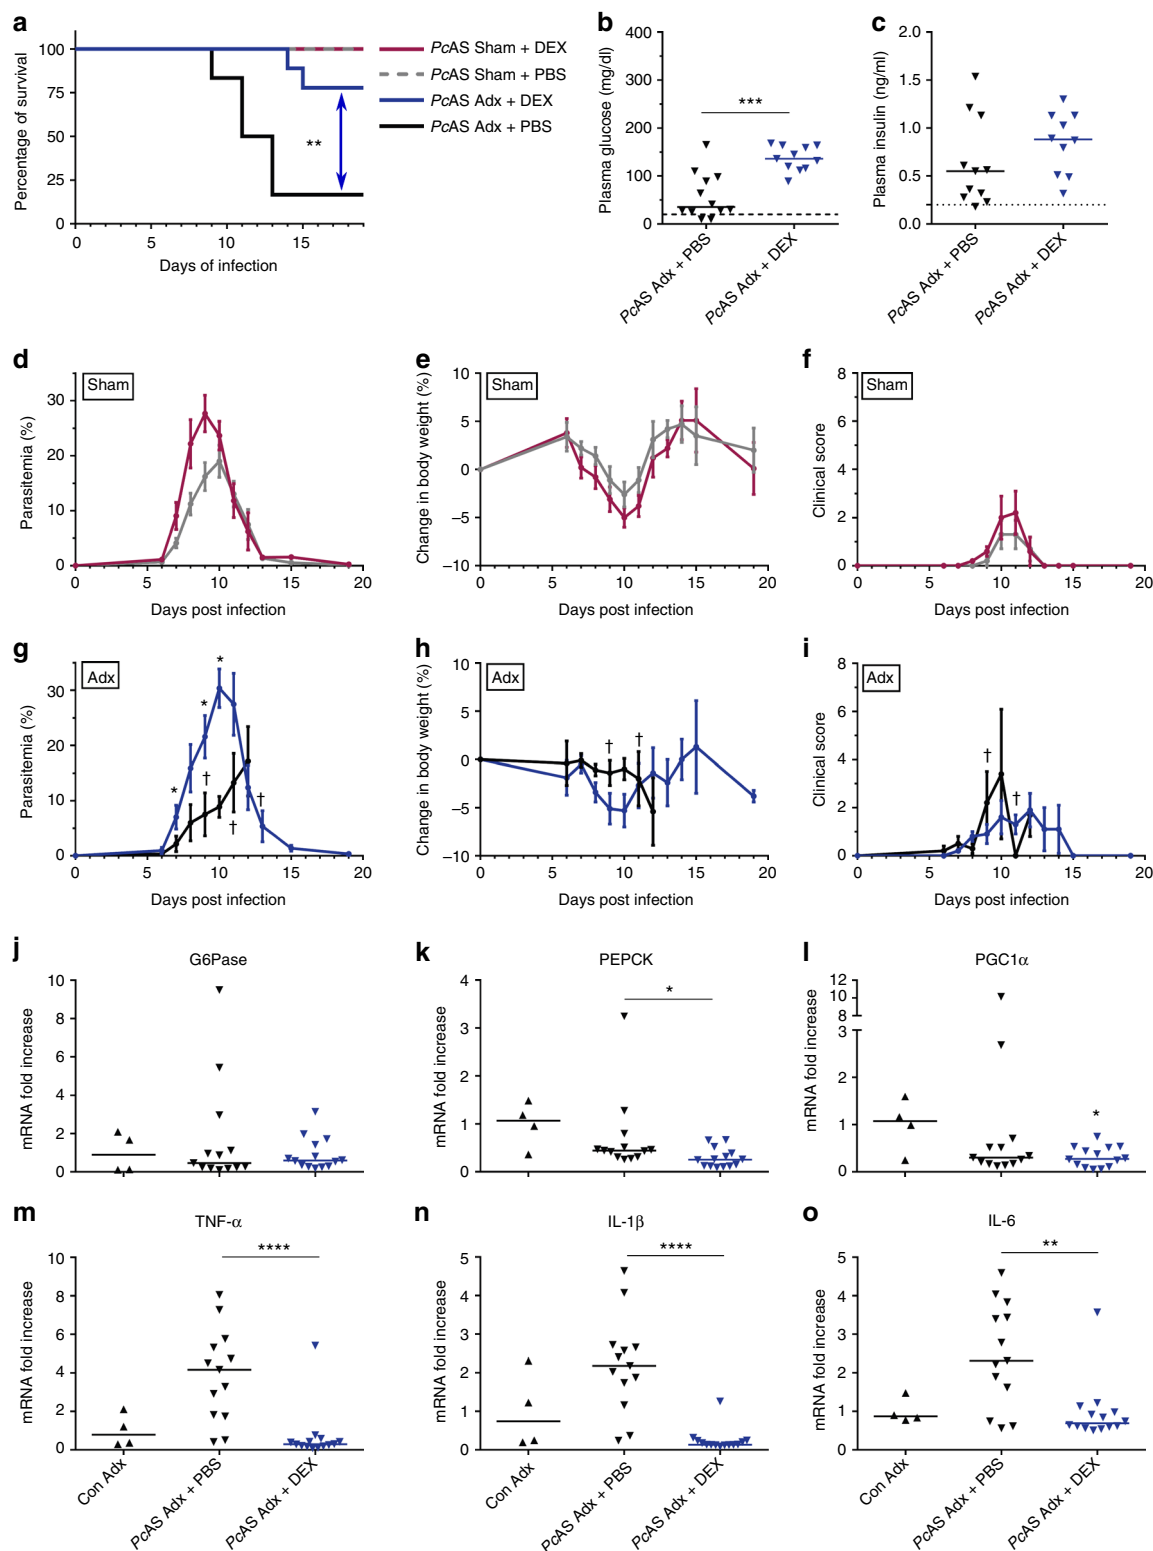 a
Percentage of survival
100
75
50
25
0
0 5 10 15
Days of infection
PcAS Sham + DEX
PcAS Sham + PBS
PcAS Adx + DEX
PcAS Adx + PBS
**
b
Plasma glucose (mg/dl)
400
300
200
100
0
***
PcAS Adx + PBS
PcAS Adx + DEX
c
Plasma insulin (ng/ml)
2.0
1.5
1.0
0.5
0.0
PcAS Adx + PBS
PcAS Adx + DEX
d
Sham
Parasitemia (%)
30
20
10
0
0 5 10 15 20
Days post infection
e
Sham
Change in body weight (%)
10
5
0
−5
−10
0 5 10 15 20
Days post infection
f
Sham
Clinical score
8
6
4
2
0
0 5 10 15 20
Days post infection
g
Adx
Parasitemia (%)
30
20
10
0
* * *
† † †
0 5 10 15 20
Days post infection
h
Adx
Change in body weight (%)
10
5
0
−5
−10
† †
0 5 10 15 20
Days post infection
i
Adx
Clinical score
8
6
4
2
0
† †
0 5 10 15 20
Days post infection
j
G6Pase
mRNA fold increase
10
8
6
4
2
0
k
PEPCK
mRNA fold increase
4
3
2
1
0
*
l
PGC1α
mRNA fold increase
12
10
8
3
2
1
0
*
m
TNF-α
mRNA fold increase
10
8
6
4
2
0
****
Con Adx
PcAS Adx + PBS
PcAS Adx + DEX
n
IL-1β
mRNA fold increase
5
4
3
2
1
0
****
Con Adx
PcAS Adx + PBS
PcAS Adx + DEX
o
IL-6
mRNA fold increase
5
4
3
2
1
0
**
Con Adx
PcAS Adx + PBS
PcAS Adx + DEX